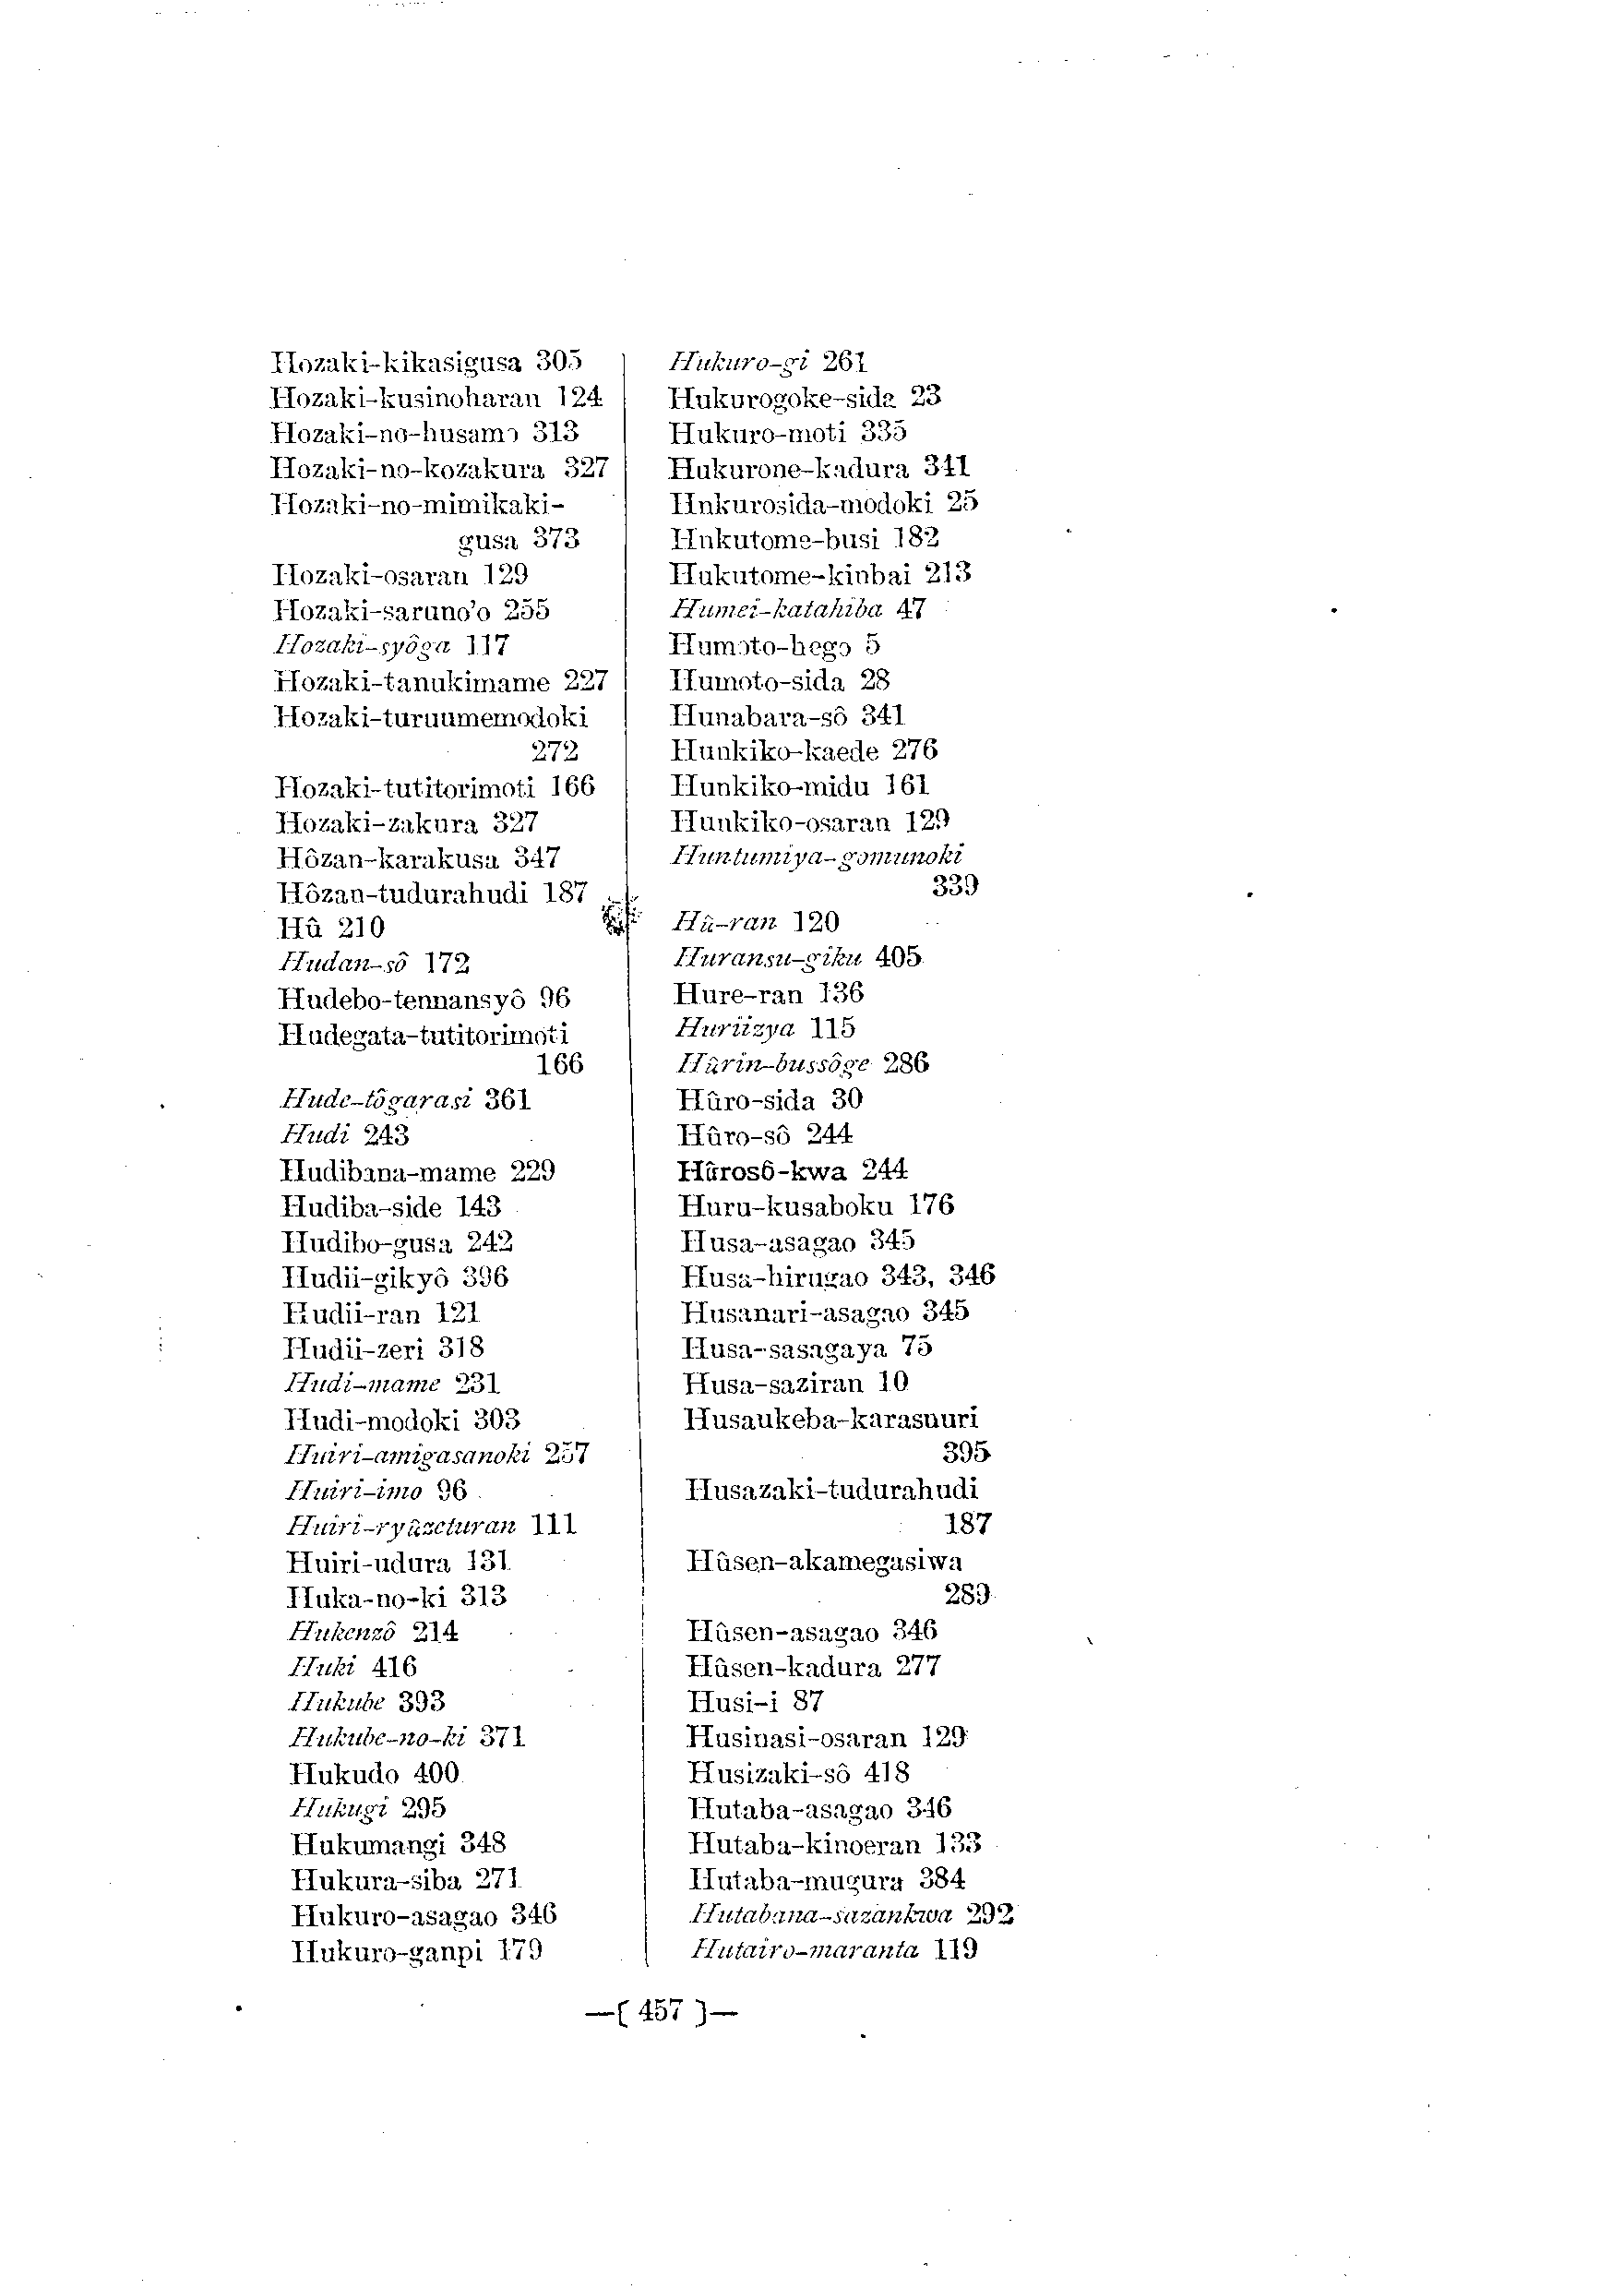 Hozaki-kikasigusa 305
Hozaki-kusinoharan 124
Hozaki-no-husamo 313
Hozaki-no-kozakura 327
Hozaki-no-mimikaki-
gusa 373
Hozaki-osaran 129
Hozaki-saruno'o 255
Hozaki-syôga 117
Hozaki-tanukimame 227
Hozaki-turuumemodoki
272
Hozaki-tutitorimoti 166
Hozaki-zakura 327
Hôzan-karakusa 347
Hôzan-tudurahudi 187
Hû 210
Hudan-sô 172
Hudebo-tennansyô 96
Hudegata-tutitorimoti
166
Hude-tôgarasi 361
Hudi 243
Hudibana-mame 229
Hudiba-side 143
Hudibo-gusa 242
Hudii-gikyô 396
Hudii-ran 121
Hudii-zeri 318
Hudi-mame 231
Hudi-modoki 303
Huiri-amigasanoki 257
Huiri-imo 96
Huiri-ryûzeturan 111
Huiri-udura 131
Huka-no-ki 313
Hukenzô 214
Huki 416
Hukube 393
Hukube-no-ki 371
Hukudo 400
Hukugi 295
Hukumangi 348
Hukura-siba 271
Hukuro-asagao 346
Hukuro-ganpi 179
Hukuro-gi 261
Hukurogoke-sida 23
Hukuro-moti 335
Hukurone-kadura 341
Hnkurosida-modoki 25
Hnkutome-busi 182
Hukutome-kinbai 213
Humei-katahiba 47
Humoto-hego 5
Humoto-sida 28
Hunabara-sô 341
Hunkiko-kaede 276
Hunkiko-midu 161
Hunkiko-osaran 129
Huntumiya-gomunoki
339
Hû-ran 120
Huransu-giku 405
Hure-ran 136
Huriizya 115
Hûrin-bussôge 286
Hûro-sida 30
Hûro-sô 244
Hûrosô-kwa 244
Huru-kusaboku 176
Husa-asagao 345
Husa-hirugao 343, 346
Husanari-asagao 345
Husa-sasagaya 75
Husa-saziran 10
Husaukeba-karasuuri
395
Husazaki-tudurahudi
187
Hûsen-akamegasiwa
289
Hûsen-asagao 346
Hûsen-kadura 277
Husi-i 87
Husinasi-osaran 129
Husizaki-sô 418
Hutaba-asagao 346
Hutaba-kinoeran 133
Hutaba-mugura 384
Hutabana-sazankwa 292
Hutairo-maranta 119
—( 457 )—